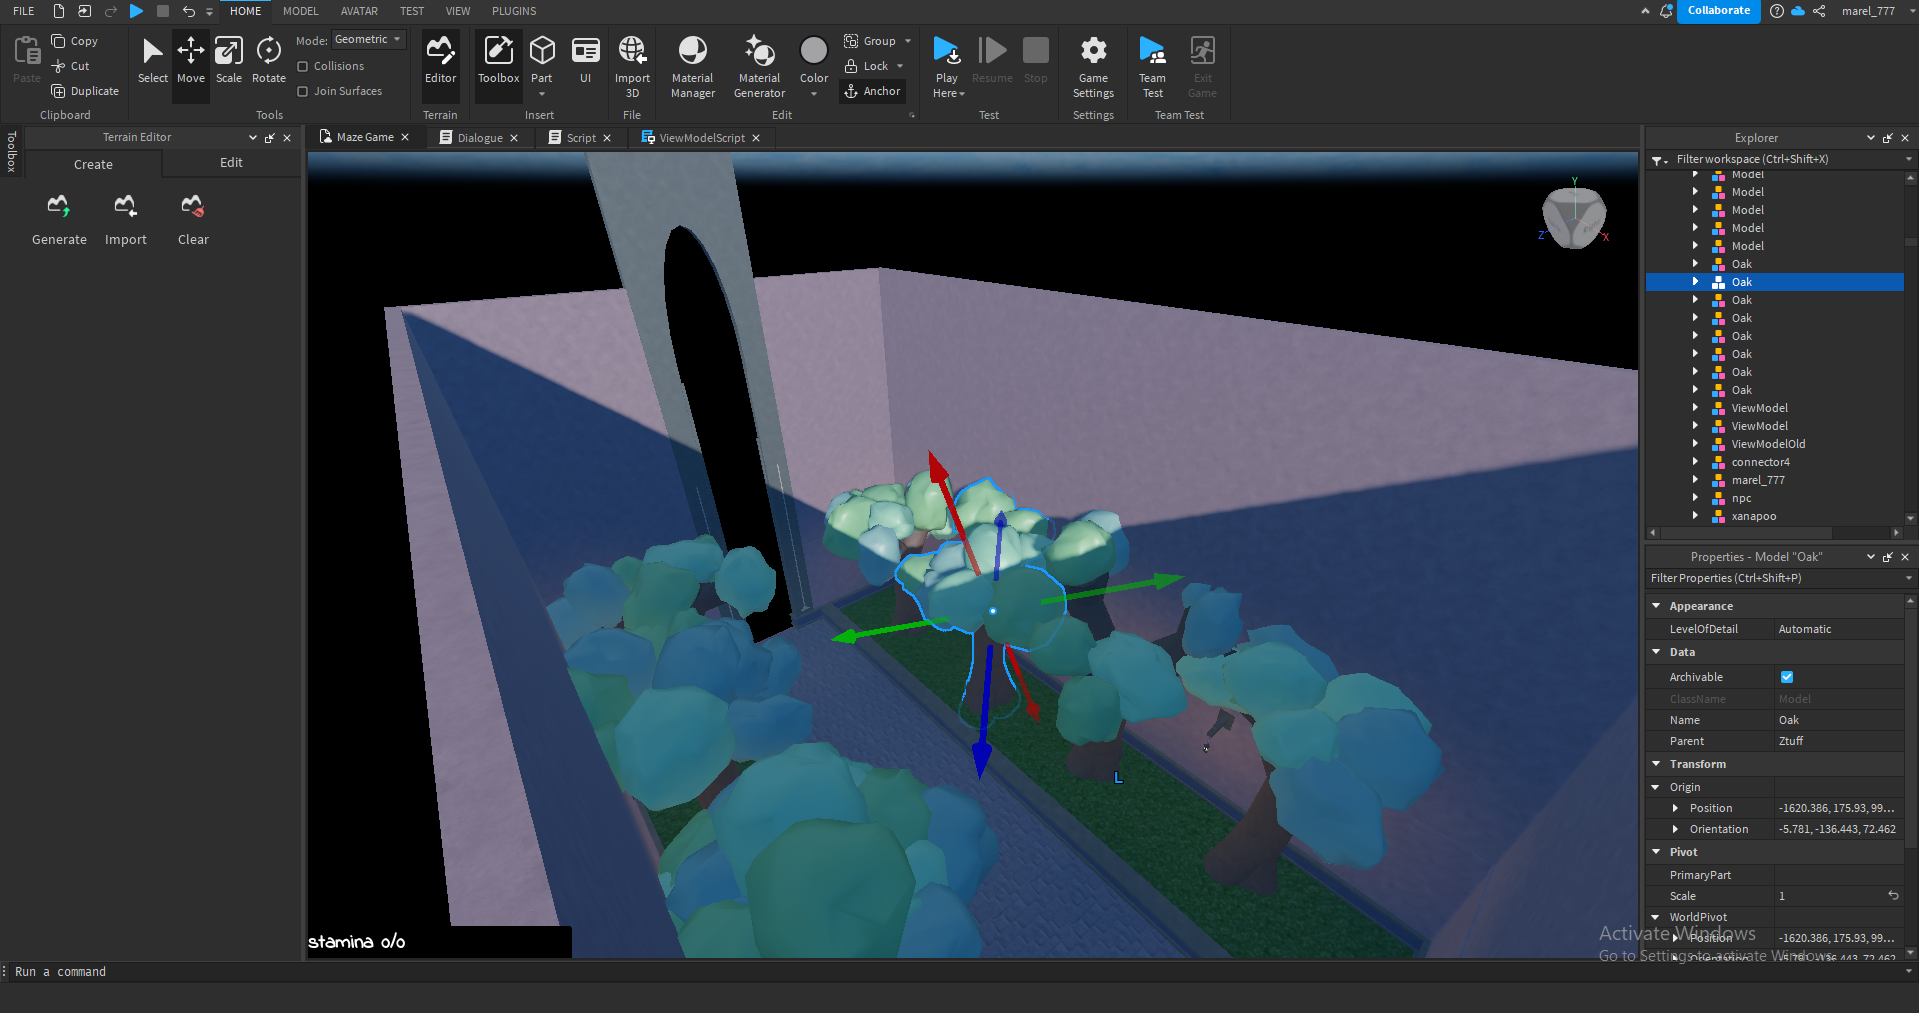 FILE HOME MODEL AVATAR TEST VIEW PLUGINS Collaborate marel_777
Paste
Copy
Cut
Duplicate
Clipboard
Select Move Scale Rotate
Mode: Geometric
Collisions
Join Surfaces
Tools
Editor
Terrain
Toolbox Part UI
Insert
Import 3D
File
Material Manager
Material Generator
Color
Group
Lock
Anchor
Edit
Play Here
Resume
Stop
Test
Game Settings
Settings
Team Test
Exit Game
Team Test
Toolbox
Terrain Editor
Create Edit
Generate Import Clear
Maze Game Dialogue Script ViewModelScript
Y
Z
X
L
stamina 0/0
Explorer
Filter workspace (Ctrl+Shift+X)
Model
Model
Model
Model
Model
Oak
Oak
Oak
Oak
Oak
Oak
Oak
Oak
ViewModel
ViewModel
ViewModelOld
connector4
marel_777
npc
xanapoo
Properties - Model "Oak"
Filter Properties (Ctrl+Shift+P)
Appearance
LevelOfDetail Automatic
Data
Archivable
ClassName Model
Name Oak
Parent Ztuff
Transform
Origin
Position -1620.386, 175.93, 99...
Orientation -5.781, -136.443, 72.462
Pivot
PrimaryPart
Scale 1
WorldPivot
Position -1620.386, 175.93, 99...
Activate Windows
Go to Settings to activate Windows.
Run a command